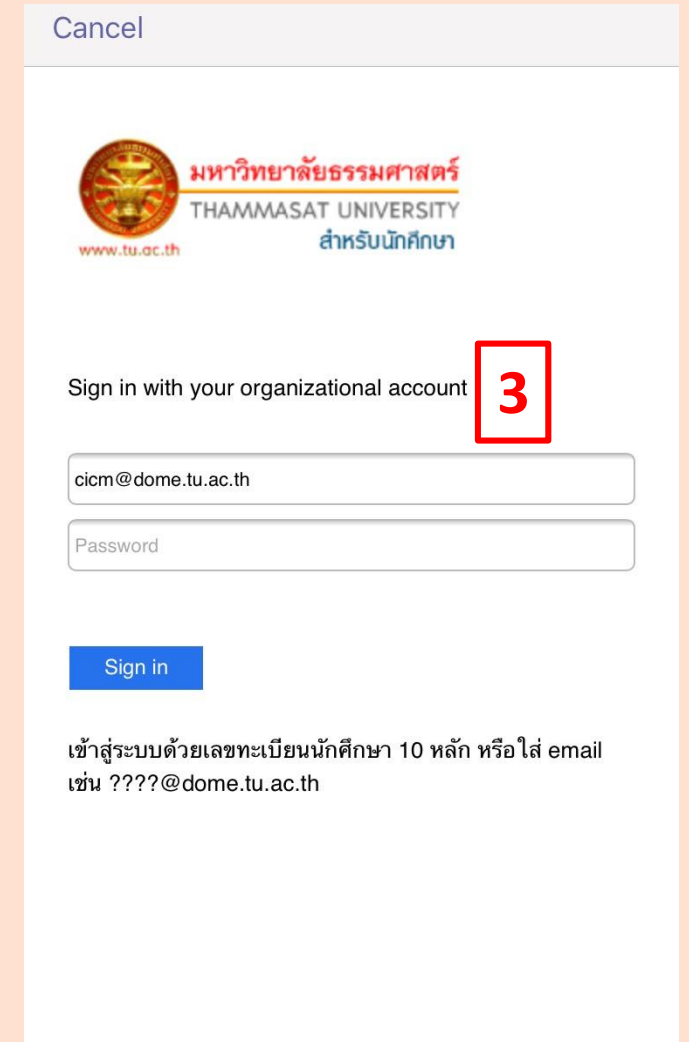 Cancel
มหาวิทยาลัยธรรมศาสตร์
THAMMASAT UNIVERSITY
สำหรับนักศึกษา
www.tu.ac.th
Sign in with your organizational account
3
cicm@dome.tu.ac.th
Password
Sign in
เข้าสู่ระบบด้วยเลขทะเบียนนักศึกษา 10 หลัก หรือใส่ email
เช่น ????@dome.tu.ac.th